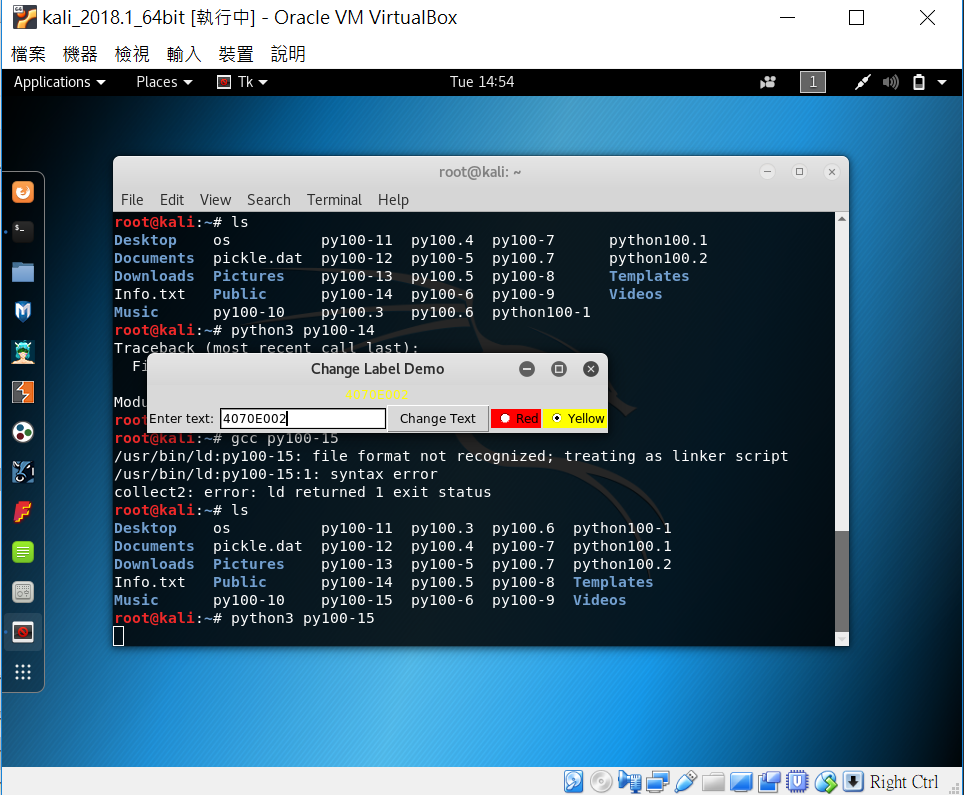 kali_2018.1_64bit [執行中] - Oracle VM VirtualBox
檔案 機器 檢視 輸入 裝置 說明
Applications Places Tk Tue 14:54 1
root@kali: ~
File Edit View Search Terminal Help
root@kali:~# ls
Desktop os py100-11 py100.4 py100-7 python100.1
Documents pickle.dat py100-12 py100-5 py100.7 python100.2
Downloads Pictures py100-13 py100.5 py100-8 Templates
Info.txt Public py100-14 py100-6 py100-9 Videos
Music py100-10 py100.3 py100.6 python100-1
root@kali:~# python3 py100-14
Traceback (most recent call last):
Fi
Change Label Demo
4070E002
Modu
Enter text: 4070E002 Change Text Red Yellow
root@kali:~# gcc py100-15
/usr/bin/ld:py100-15: file format not recognized; treating as linker script
/usr/bin/ld:py100-15:1: syntax error
collect2: error: ld returned 1 exit status
root@kali:~# ls
Desktop os py100-11 py100.3 py100.6 python100-1
Documents pickle.dat py100-12 py100.4 py100-7 python100.1
Downloads Pictures py100-13 py100-5 py100.7 python100.2
Info.txt Public py100-14 py100.5 py100-8 Templates
Music py100-10 py100-15 py100-6 py100-9 Videos
root@kali:~# python3 py100-15
Right Ctrl